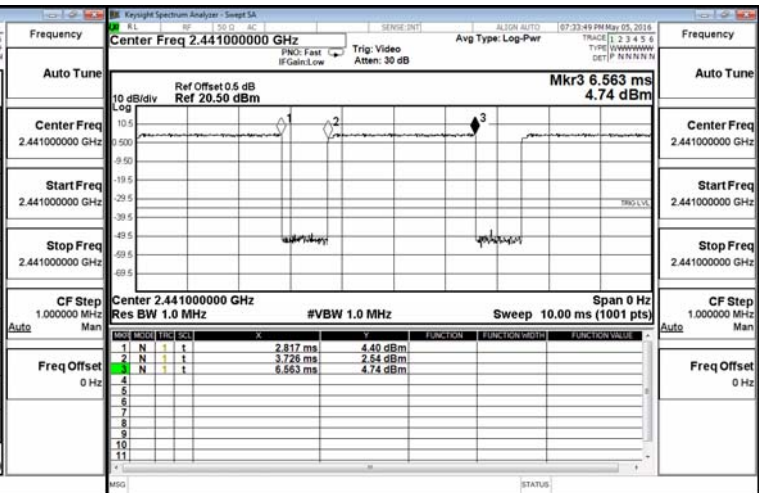 Frequency
Auto Tune
Center Freq
2.441000000 GHz
Start Freq
2.441000000 GHz
Stop Freq
2.441000000 GHz
CF Step
1.000000 MHz
Auto Man
Freq Offset
0 Hz
Keysight Spectrum Analyzer - Swept SA
RL RF 50 Ω AC SENSE:INT ALIGN AUTO 07:33:49 PM May 05, 2016
Center Freq 2.441000000 GHz
PNO: Fast
IFGain:Low
Trig: Video
Atten: 30 dB
Avg Type: Log-Pwr
TRACE 1 2 3 4 5 6
TYPE
DET P N N N N N
Ref Offset 0.5 dB
Ref 20.50 dBm
10 dB/div
Log
Mkr3 6.563 ms
4.74 dBm
10.5
0.500
-9.50
-19.5
-29.5
-39.5
-49.5
-59.5
-69.5
1
2
3
TRIG LVL
Center 2.441000000 GHz
Span 0 Hz
Res BW 1.0 MHz
#VBW 1.0 MHz
Sweep 10.00 ms (1001 pts)
MKR MODE TRC SCL X Y FUNCTION FUNCTION WIDTH FUNCTION VALUE
1 N 1 t 2.817 ms 4.40 dBm
2 N 1 t 3.726 ms 2.54 dBm
3 N 1 t 6.563 ms 4.74 dBm
4
5
6
7
8
9
10
11
MSG
STATUS
Frequency
Auto Tune
Center Freq
2.441000000 GHz
Start Freq
2.441000000 GHz
Stop Freq
2.441000000 GHz
CF Step
1.000000 MHz
Auto Man
Freq Offset
0 Hz